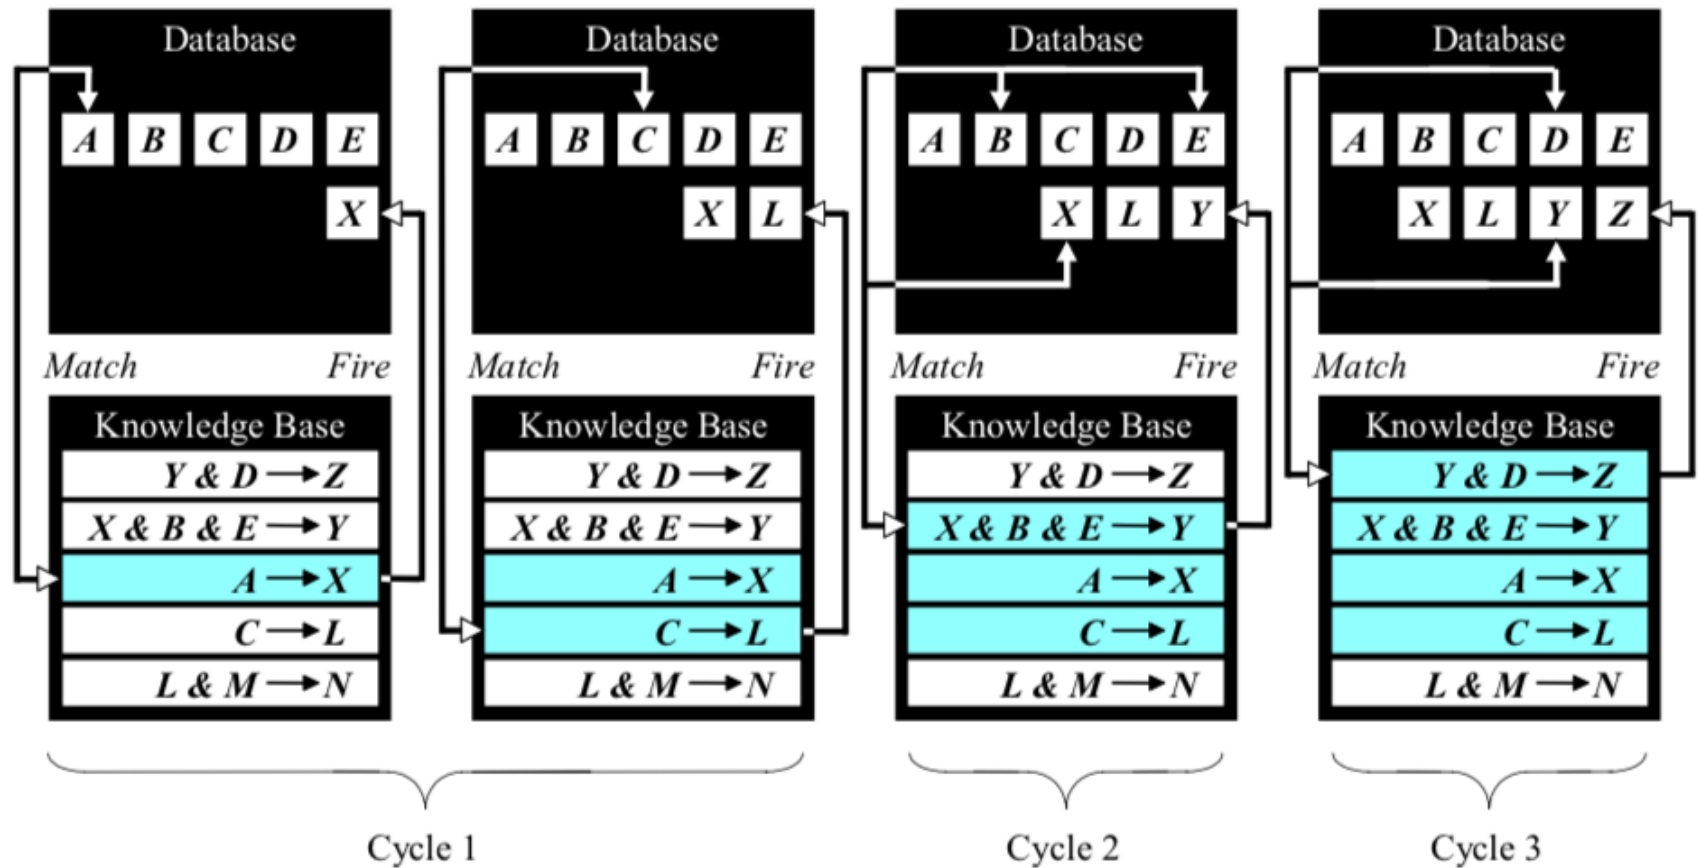 Database
A B C D E
X
Match Fire
Knowledge Base
Y & D → Z
X & B & E → Y
A → X
C → L
L & M → N
Database
A B C D E
X L
Match Fire
Knowledge Base
Y & D → Z
X & B & E → Y
A → X
C → L
L & M → N
Cycle 1
Database
A B C D E
X L Y
Match Fire
Knowledge Base
Y & D → Z
X & B & E → Y
A → X
C → L
L & M → N
Cycle 2
Database
A B C D E
X L Y Z
Match Fire
Knowledge Base
Y & D → Z
X & B & E → Y
A → X
C → L
L & M → N
Cycle 3